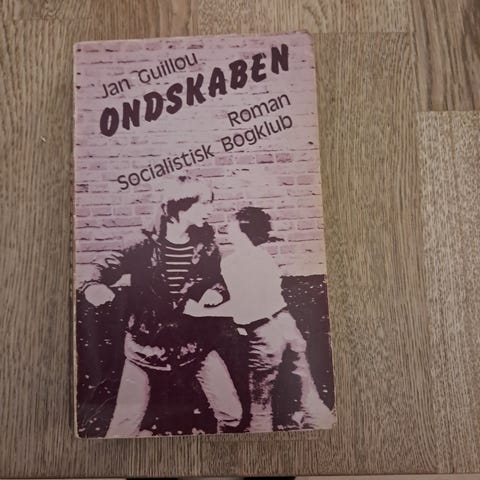 Jan Guillou
ONDSKABEN
Roman
Socialistisk Bogklub